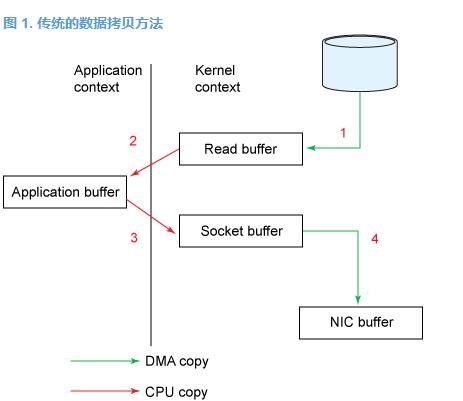 图 1. 传统的数据拷贝方法
Application
context
Kernel
context
1
2
Read buffer
Application buffer
3
Socket buffer
4
NIC buffer
DMA copy
CPU copy